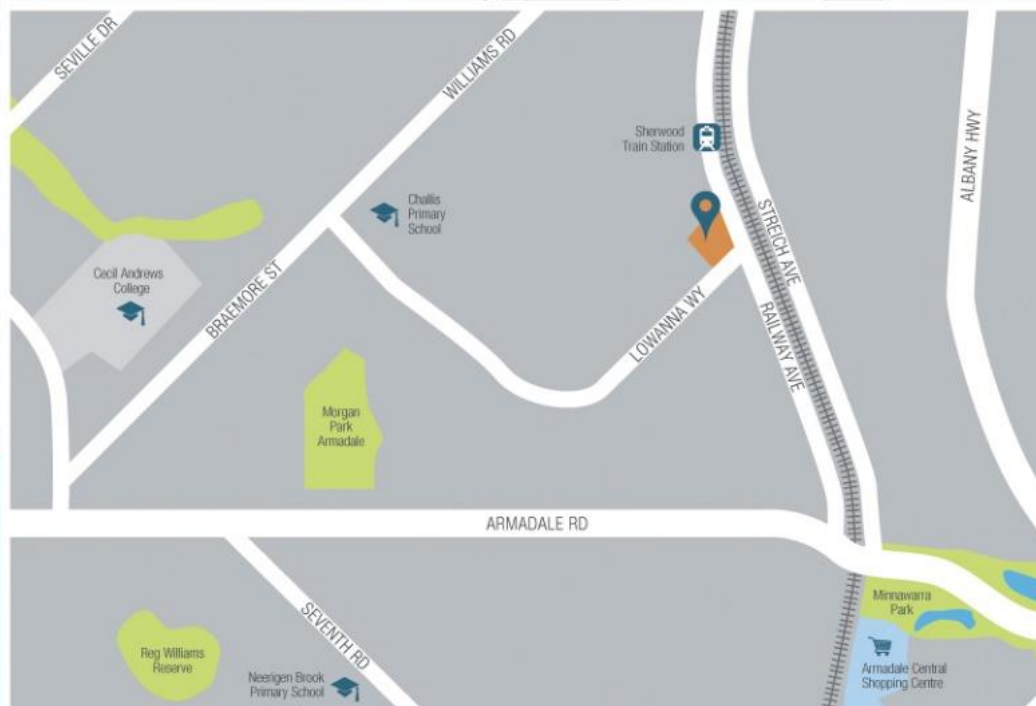 SEVILLE DR
WILLIAMS RD
Sherwood
Train Station
ALBANY HWY
Challis
Primary
School
STREICH AVE
Cecil Andrews
College
BRAEMORE ST
LOWANNA WY
RAILWAY AVE
Morgan
Park
Armadale
ARMADALE RD
Minnawarra
Park
SEVENTH RD
Reg Williams
Reserve
Neerigen Brook
Primary School
Armadale Central
Shopping Centre